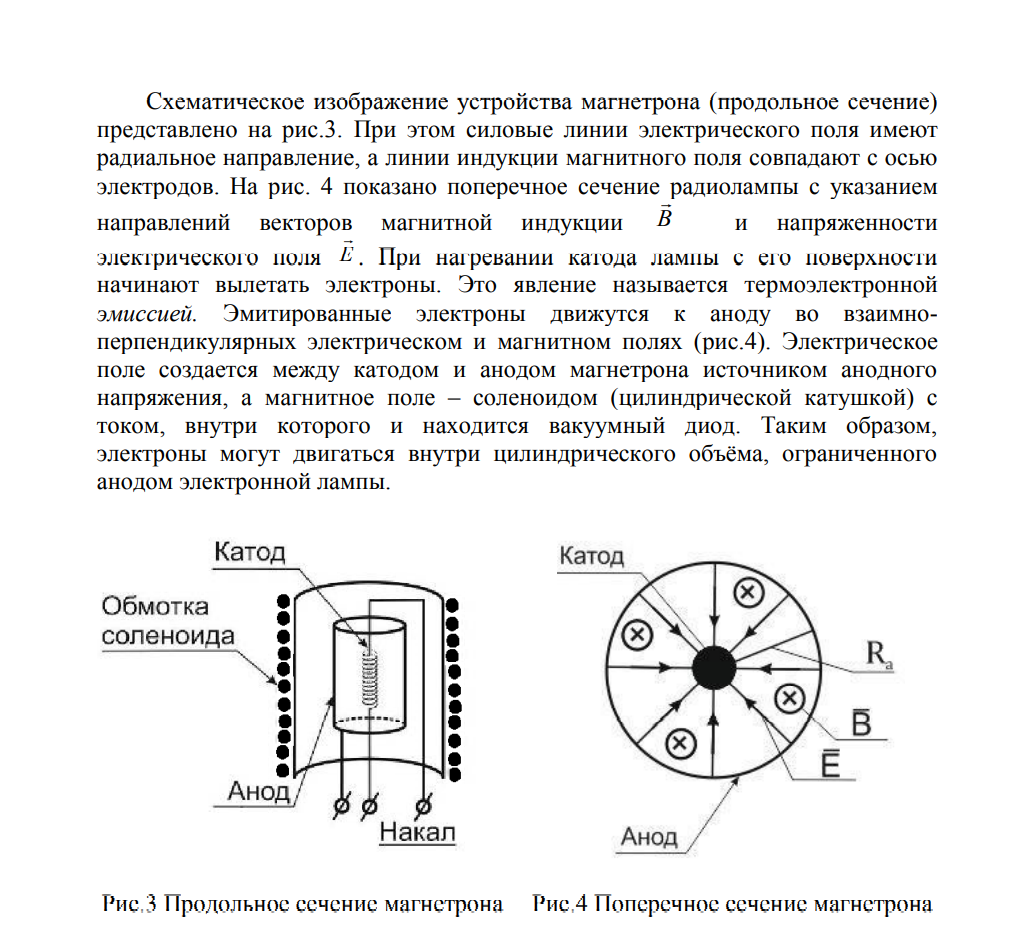 Схематическое изображение устройства магнетрона (продольное сечение)
представлено на рис.3. При этом силовые линии электрического поля имеют
радиальное направление, а линии индукции магнитного поля совпадают с осью
электродов. На рис. 4 показано поперечное сечение радиолампы с указанием
направлений векторов магнитной индукции B⃗ и напряженности
электрического поля E⃗. При нагревании катода лампы с его поверхности
начинают вылетать электроны. Это явление называется термоэлектронной
эмиссией. Эмитированные электроны движутся к аноду во взаимно-
перпендикулярных электрическом и магнитном полях (рис.4). Электрическое
поле создается между катодом и анодом магнетрона источником анодного
напряжения, а магнитное поле – соленоидом (цилиндрической катушкой) с
током, внутри которого и находится вакуумный диод. Таким образом,
электроны могут двигаться внутри цилиндрического объёма, ограниченного
анодом электронной лампы.
Катод
Обмотка
соленоида
Анод
Накал
Катод
Rа
B̅
E̅
Анод
Рис.3 Продольное сечение магнетрона
Рис.4 Поперечное сечение магнетрона